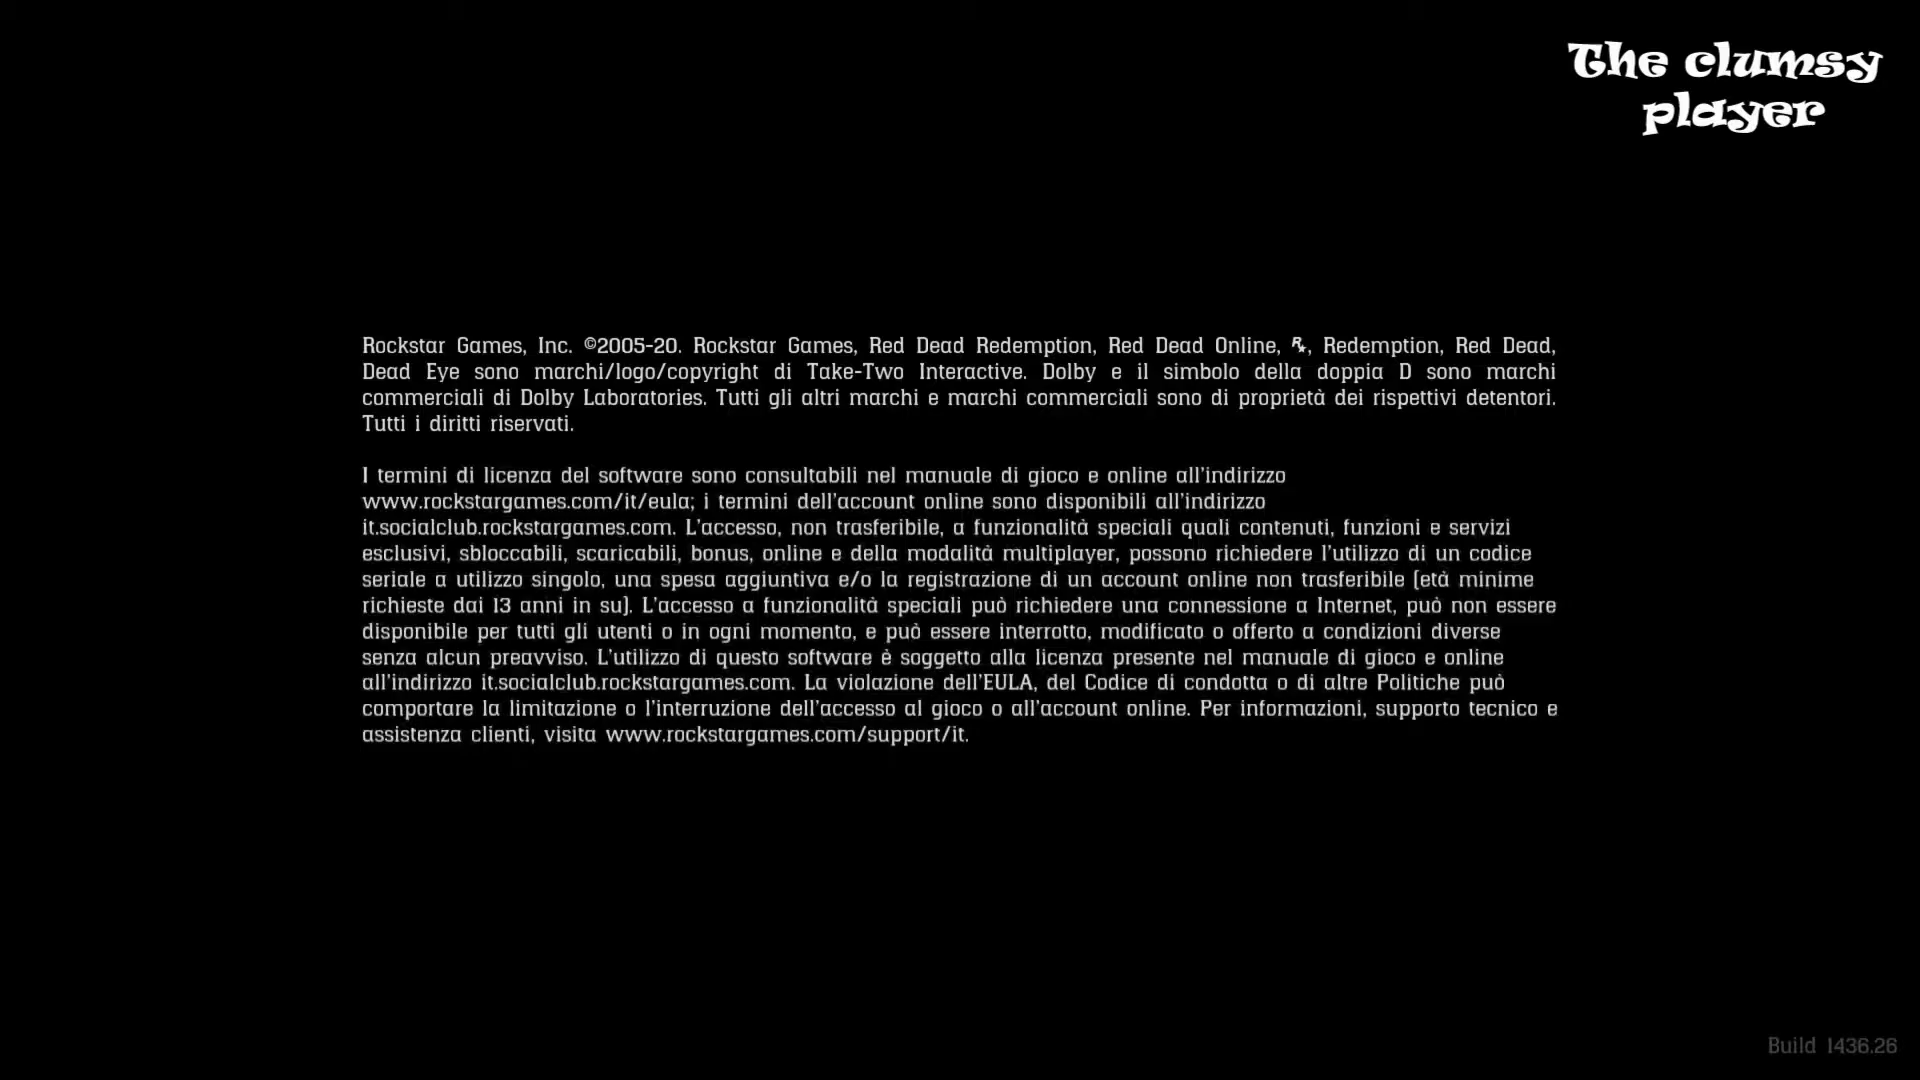 The clumsy
player
Rockstar Games, Inc. ©2005-20. Rockstar Games, Red Dead Redemption, Red Dead Online, R★, Redemption, Red Dead,
Dead Eye sono marchi/logo/copyright di Take-Two Interactive. Dolby e il simbolo della doppia D sono marchi
commerciali di Dolby Laboratories. Tutti gli altri marchi e marchi commerciali sono di proprietà dei rispettivi detentori.
Tutti i diritti riservati.
I termini di licenza del software sono consultabili nel manuale di gioco e online all'indirizzo
www.rockstargames.com/it/eula; i termini dell'account online sono disponibili all'indirizzo
it.socialclub.rockstargames.com. L'accesso, non trasferibile, a funzionalità speciali quali contenuti, funzioni e servizi
esclusivi, sbloccabili, scaricabili, bonus, online e della modalità multiplayer, possono richiedere l'utilizzo di un codice
seriale a utilizzo singolo, una spesa aggiuntiva e/o la registrazione di un account online non trasferibile (età minime
richieste dai 13 anni in su). L'accesso a funzionalità speciali può richiedere una connessione a Internet, può non essere
disponibile per tutti gli utenti o in ogni momento, e può essere interrotto, modificato o offerto a condizioni diverse
senza alcun preavviso. L'utilizzo di questo software è soggetto alla licenza presente nel manuale di gioco e online
all'indirizzo it.socialclub.rockstargames.com. La violazione dell'EULA, del Codice di condotta o di altre Politiche può
comportare la limitazione o l'interruzione dell'accesso al gioco o all'account online. Per informazioni, supporto tecnico e
assistenza clienti, visita www.rockstargames.com/support/it.
Build 1436.26